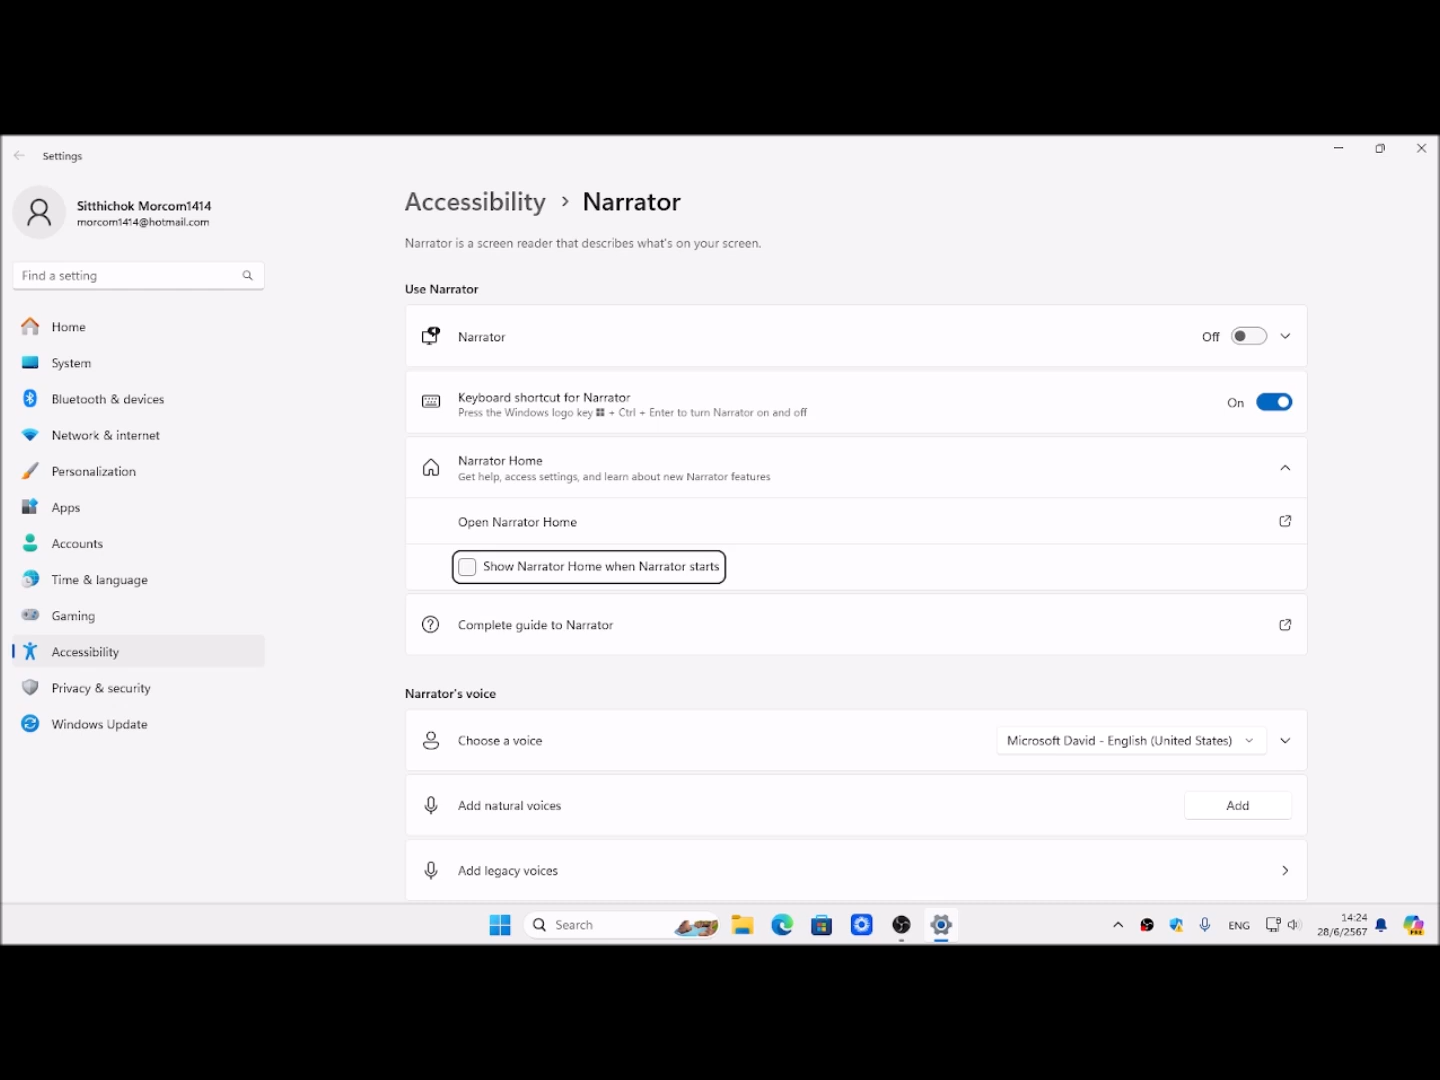 Settings
Sitthichok Morcom1414
morcom1414@hotmail.com
Find a setting
Home
System
Bluetooth & devices
Network & internet
Personalization
Apps
Accounts
Time & language
Gaming
Accessibility
Privacy & security
Windows Update
Accessibility > Narrator
Narrator is a screen reader that describes what's on your screen.
Use Narrator
Narrator Off
Keyboard shortcut for Narrator
Press the Windows logo key + Ctrl + Enter to turn Narrator on and off
On
Narrator Home
Get help, access settings, and learn about new Narrator features
Open Narrator Home
Show Narrator Home when Narrator starts
Complete guide to Narrator
Narrator's voice
Choose a voice Microsoft David - English (United States)
Add natural voices Add
Add legacy voices
Search ENG 14:24
28/6/2567
PRE